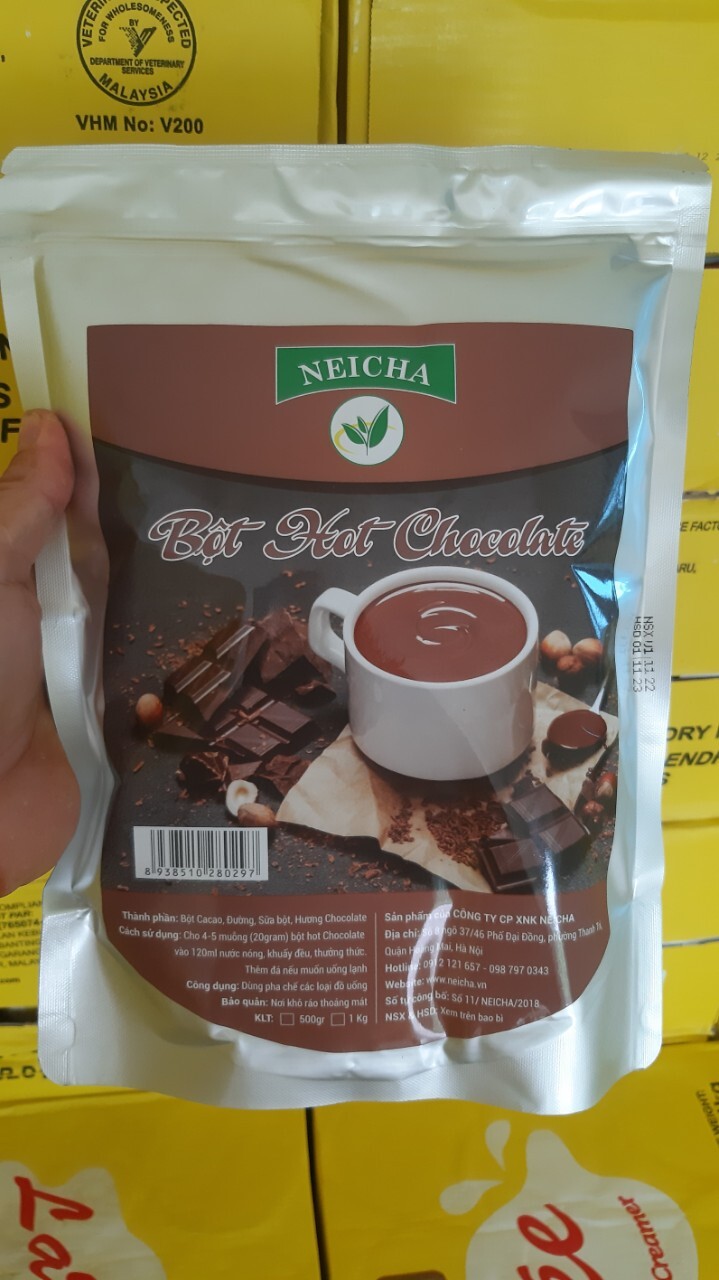 FOR WHOLESOMENESS
BY
V
DEPARTMENT OF VETERINARY
SERVICES
MALAYSIA
VHM No: V200
NEICHA
Bột Hot Chocolate
NSX 01 11 22
HSD 01 11 23
8 938510 280297
Thành phần: Bột Cacao, Đường, Sữa bột, Hương Chocolate
Cách sử dụng: Cho 4-5 muỗng (20gram) bột hot Chocolate
vào 120ml nước nóng, khuấy đều, thưởng thức.
Thêm đá nếu muốn uống lạnh
Công dụng: Dùng pha chế các loại đồ uống
Bảo quản: Nơi khô ráo thoáng mát
KLT: 500gr 1 Kg
Sản phẩm của CÔNG TY CP XNK NEICHA
Địa chỉ: Số 8 ngõ 37/46 Phố Đại Đồng, phường Thanh Trì,
Quận Hoàng Mai, Hà Nội
Hotline: 0912 121 657 - 098 797 0343
Website: www.neicha.vn
Số tự công bố: Số 11/ NEICHA/2018
NSX & HSD: Xem trên bao bì